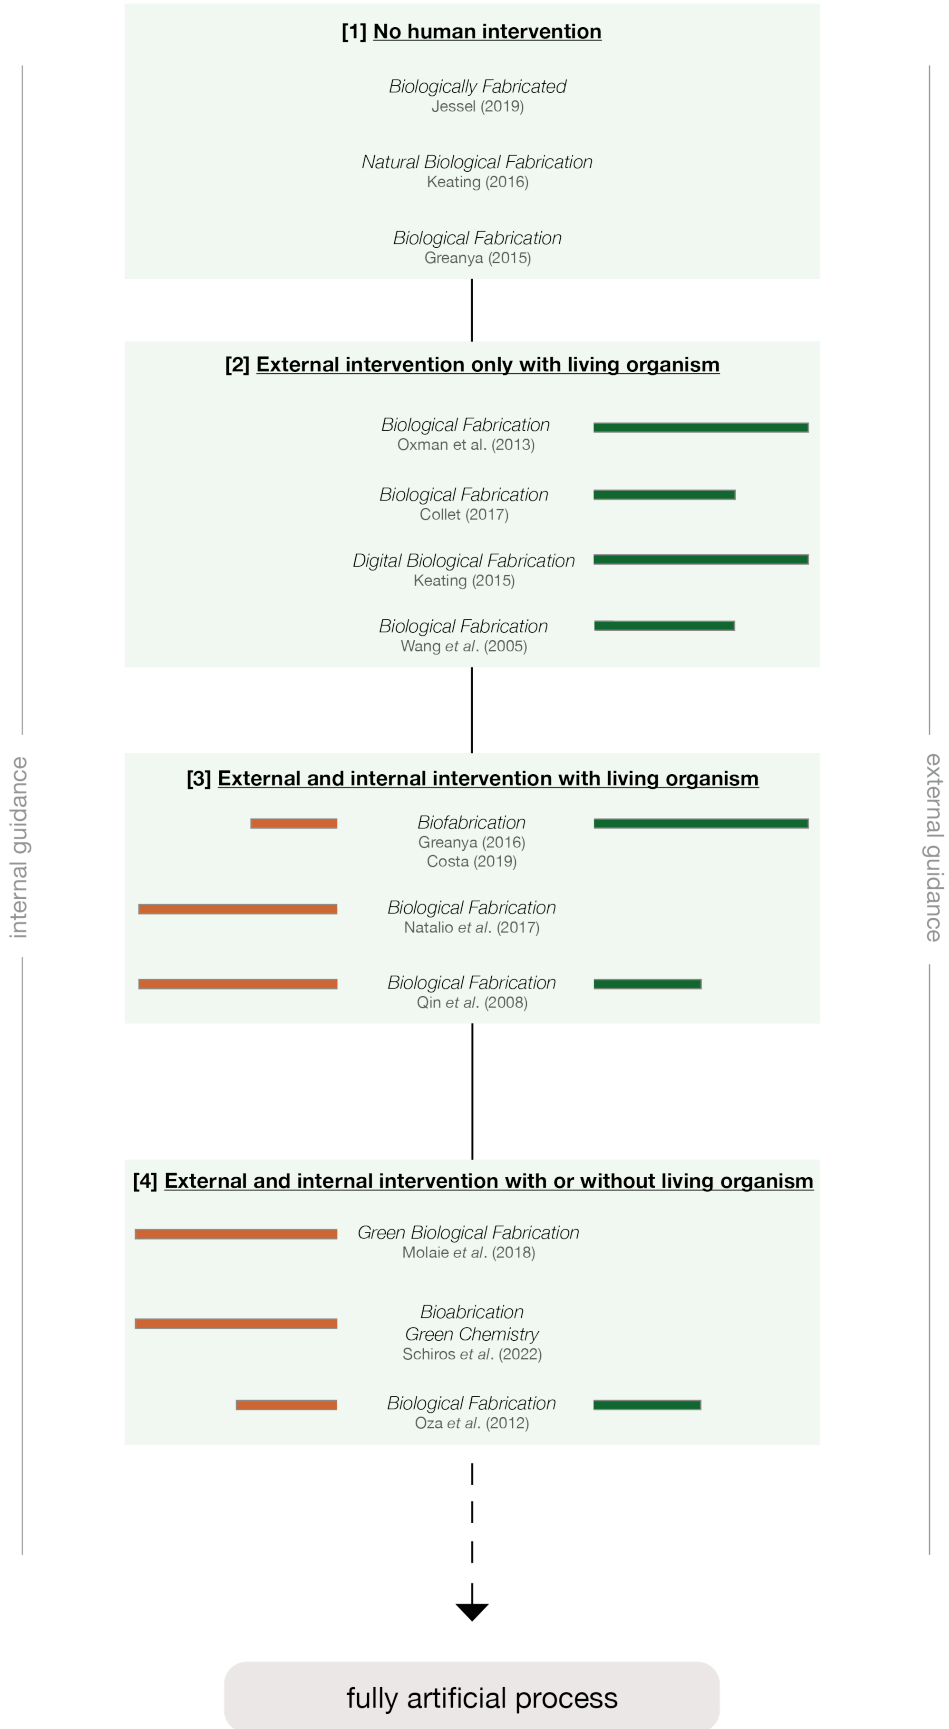 [1] No human intervention
Biologically Fabricated
Jessel (2019)
Natural Biological Fabrication
Keating (2016)
Biological Fabrication
Greanya (2015)
[2] External intervention only with living organism
Biological Fabrication
Oxman et al. (2013)
Biological Fabrication
Collet (2017)
Digital Biological Fabrication
Keating (2015)
Biological Fabrication
Wang et al. (2005)
internal guidance
external guidance
[3] External and internal intervention with living organism
Biofabrication
Greanya (2016)
Costa (2019)
Biological Fabrication
Natalio et al. (2017)
Biological Fabrication
Qin et al. (2008)
[4] External and internal intervention with or without living organism
Green Biological Fabrication
Molaie et al. (2018)
Bioabrication
Green Chemistry
Schiros et al. (2022)
Biological Fabrication
Oza et al. (2012)
fully artificial process